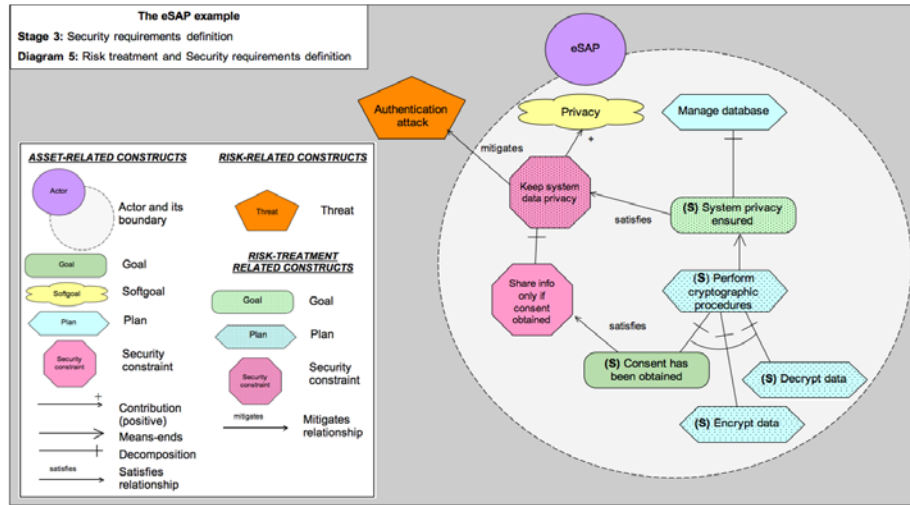 The eSAP example
Stage 3: Security requirements definition
Diagram 5: Risk treatment and Security requirements definition
eSAP
Authentication
attack
Privacy
Manage database
mitigates
+
Keep system
data privacy
satisfies
(S) System privacy
ensured
Share info
only if
consent
obtained
(S) Perform
cryptographic
procedures
satisfies
(S) Consent has
been obtained
(S) Decrypt data
(S) Encrypt data
ASSET-RELATED CONSTRUCTS
Actor
Actor and its
boundary
Goal
Goal
Softgoal
Softgoal
Plan
Plan
Security
constraint
Security
constraint
+
Contribution
(positive)
Means-ends
Decomposition
satisfies
Satisfies
relationship
RISK-RELATED CONSTRUCTS
Threat
Threat
RISK-TREATMENT
RELATED CONSTRUCTS
Goal
Goal
Plan
Plan
Security
constraint
Security
constraint
mitigates
Mitigates
relationship